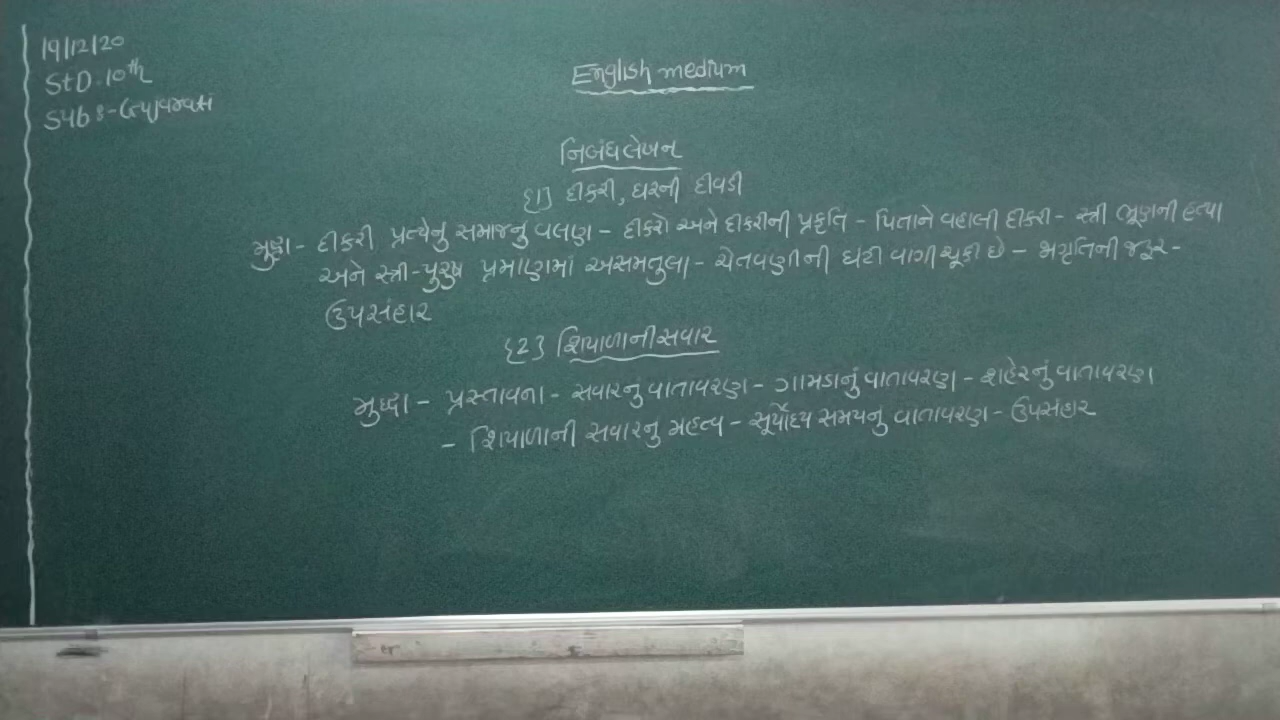 19/12/20
STD.10th
Sub:-Gujarati
English medium
નિબંધલેખન
{1} દીકરી, ઘરની દીવડી
મુદ્દા - દીકરી પ્રત્યેનુ સમાજનું વલણ - દીકરો અને દીકરીની પ્રકૃતિ - પિતાને વહાલી દીકરી - સ્ત્રી ભ્રૂણની હત્યા
અને સ્ત્રી-પુરુષ પ્રમાણમાં અસમતુલા - ચેતવણીની ઘંટી વાગી ચૂકી છે - જાગૃતિની જરૂર -
ઉપસંહાર
{2} શિયાળાની સવાર
મુદ્દા - પ્રસ્તાવના - સવારનુ વાતાવરણ - ગામડાનું વાતાવરણ - શહેરનું વાતાવરણ
- શિયાળાની સવારનુ મહત્વ - સૂર્યોદય સમયનુ વાતાવરણ - ઉપસંહાર